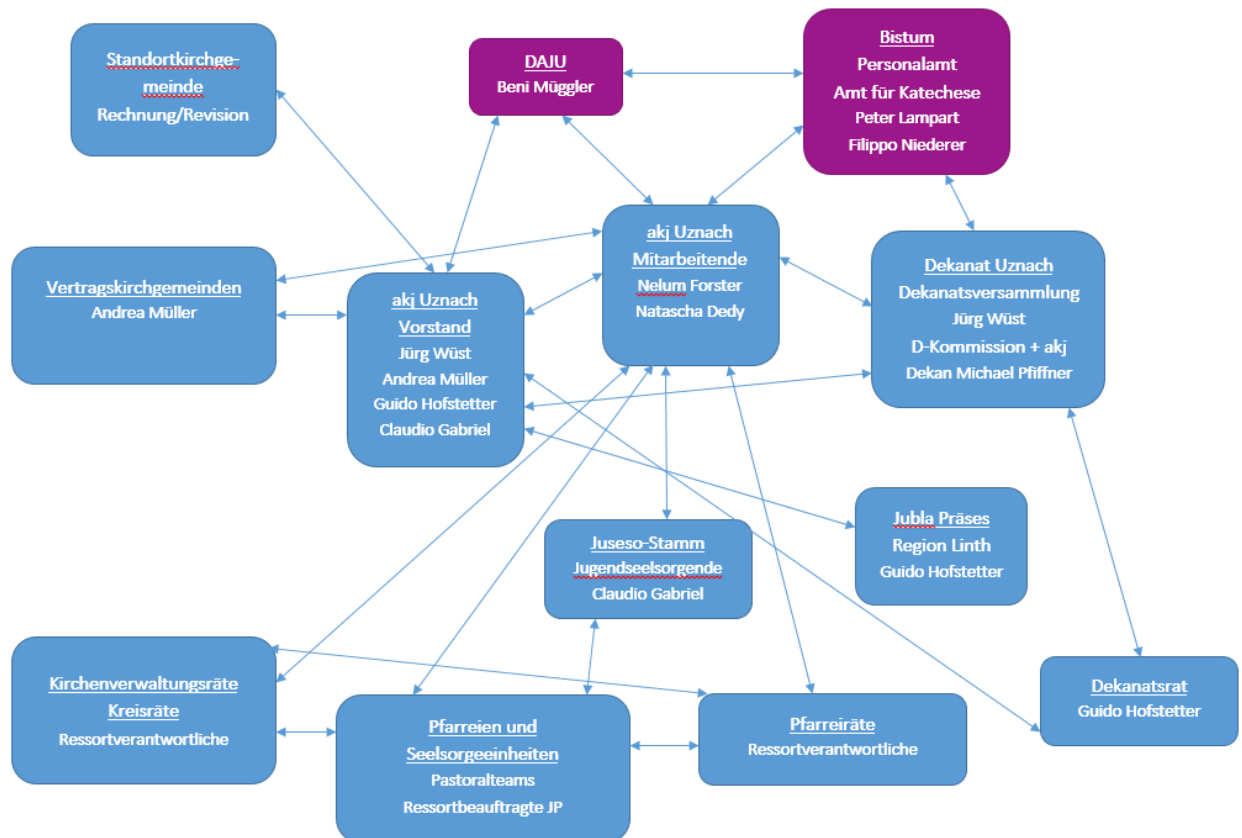 Standortkirchge-
meinde
Rechnung/Revision
DAJU
Beni Müggler
Bistum
Personalamt
Amt für Katechese
Peter Lampart
Filippo Niederer
Vertragskirchgemeinden
Andrea Müller
akj Uznach
Vorstand
Jürg Wüst
Andrea Müller
Guido Hofstetter
Claudio Gabriel
akj Uznach
Mitarbeitende
Nelum Forster
Natascha Dedy
Dekanat Uznach
Dekanatsversammlung
Jürg Wüst
D-Kommission + akj
Dekan Michael Pfiffner
Jubla Präses
Region Linth
Guido Hofstetter
Juseso-Stamm
Jugendseelsorgende
Claudio Gabriel
Kirchenverwaltungsräte
Kreisräte
Ressortverantwortliche
Pfarreien und
Seelsorgeeinheiten
Pastoralteams
Ressortbeauftragte JP
Pfarreiräte
Ressortverantwortliche
Dekanatsrat
Guido Hofstetter